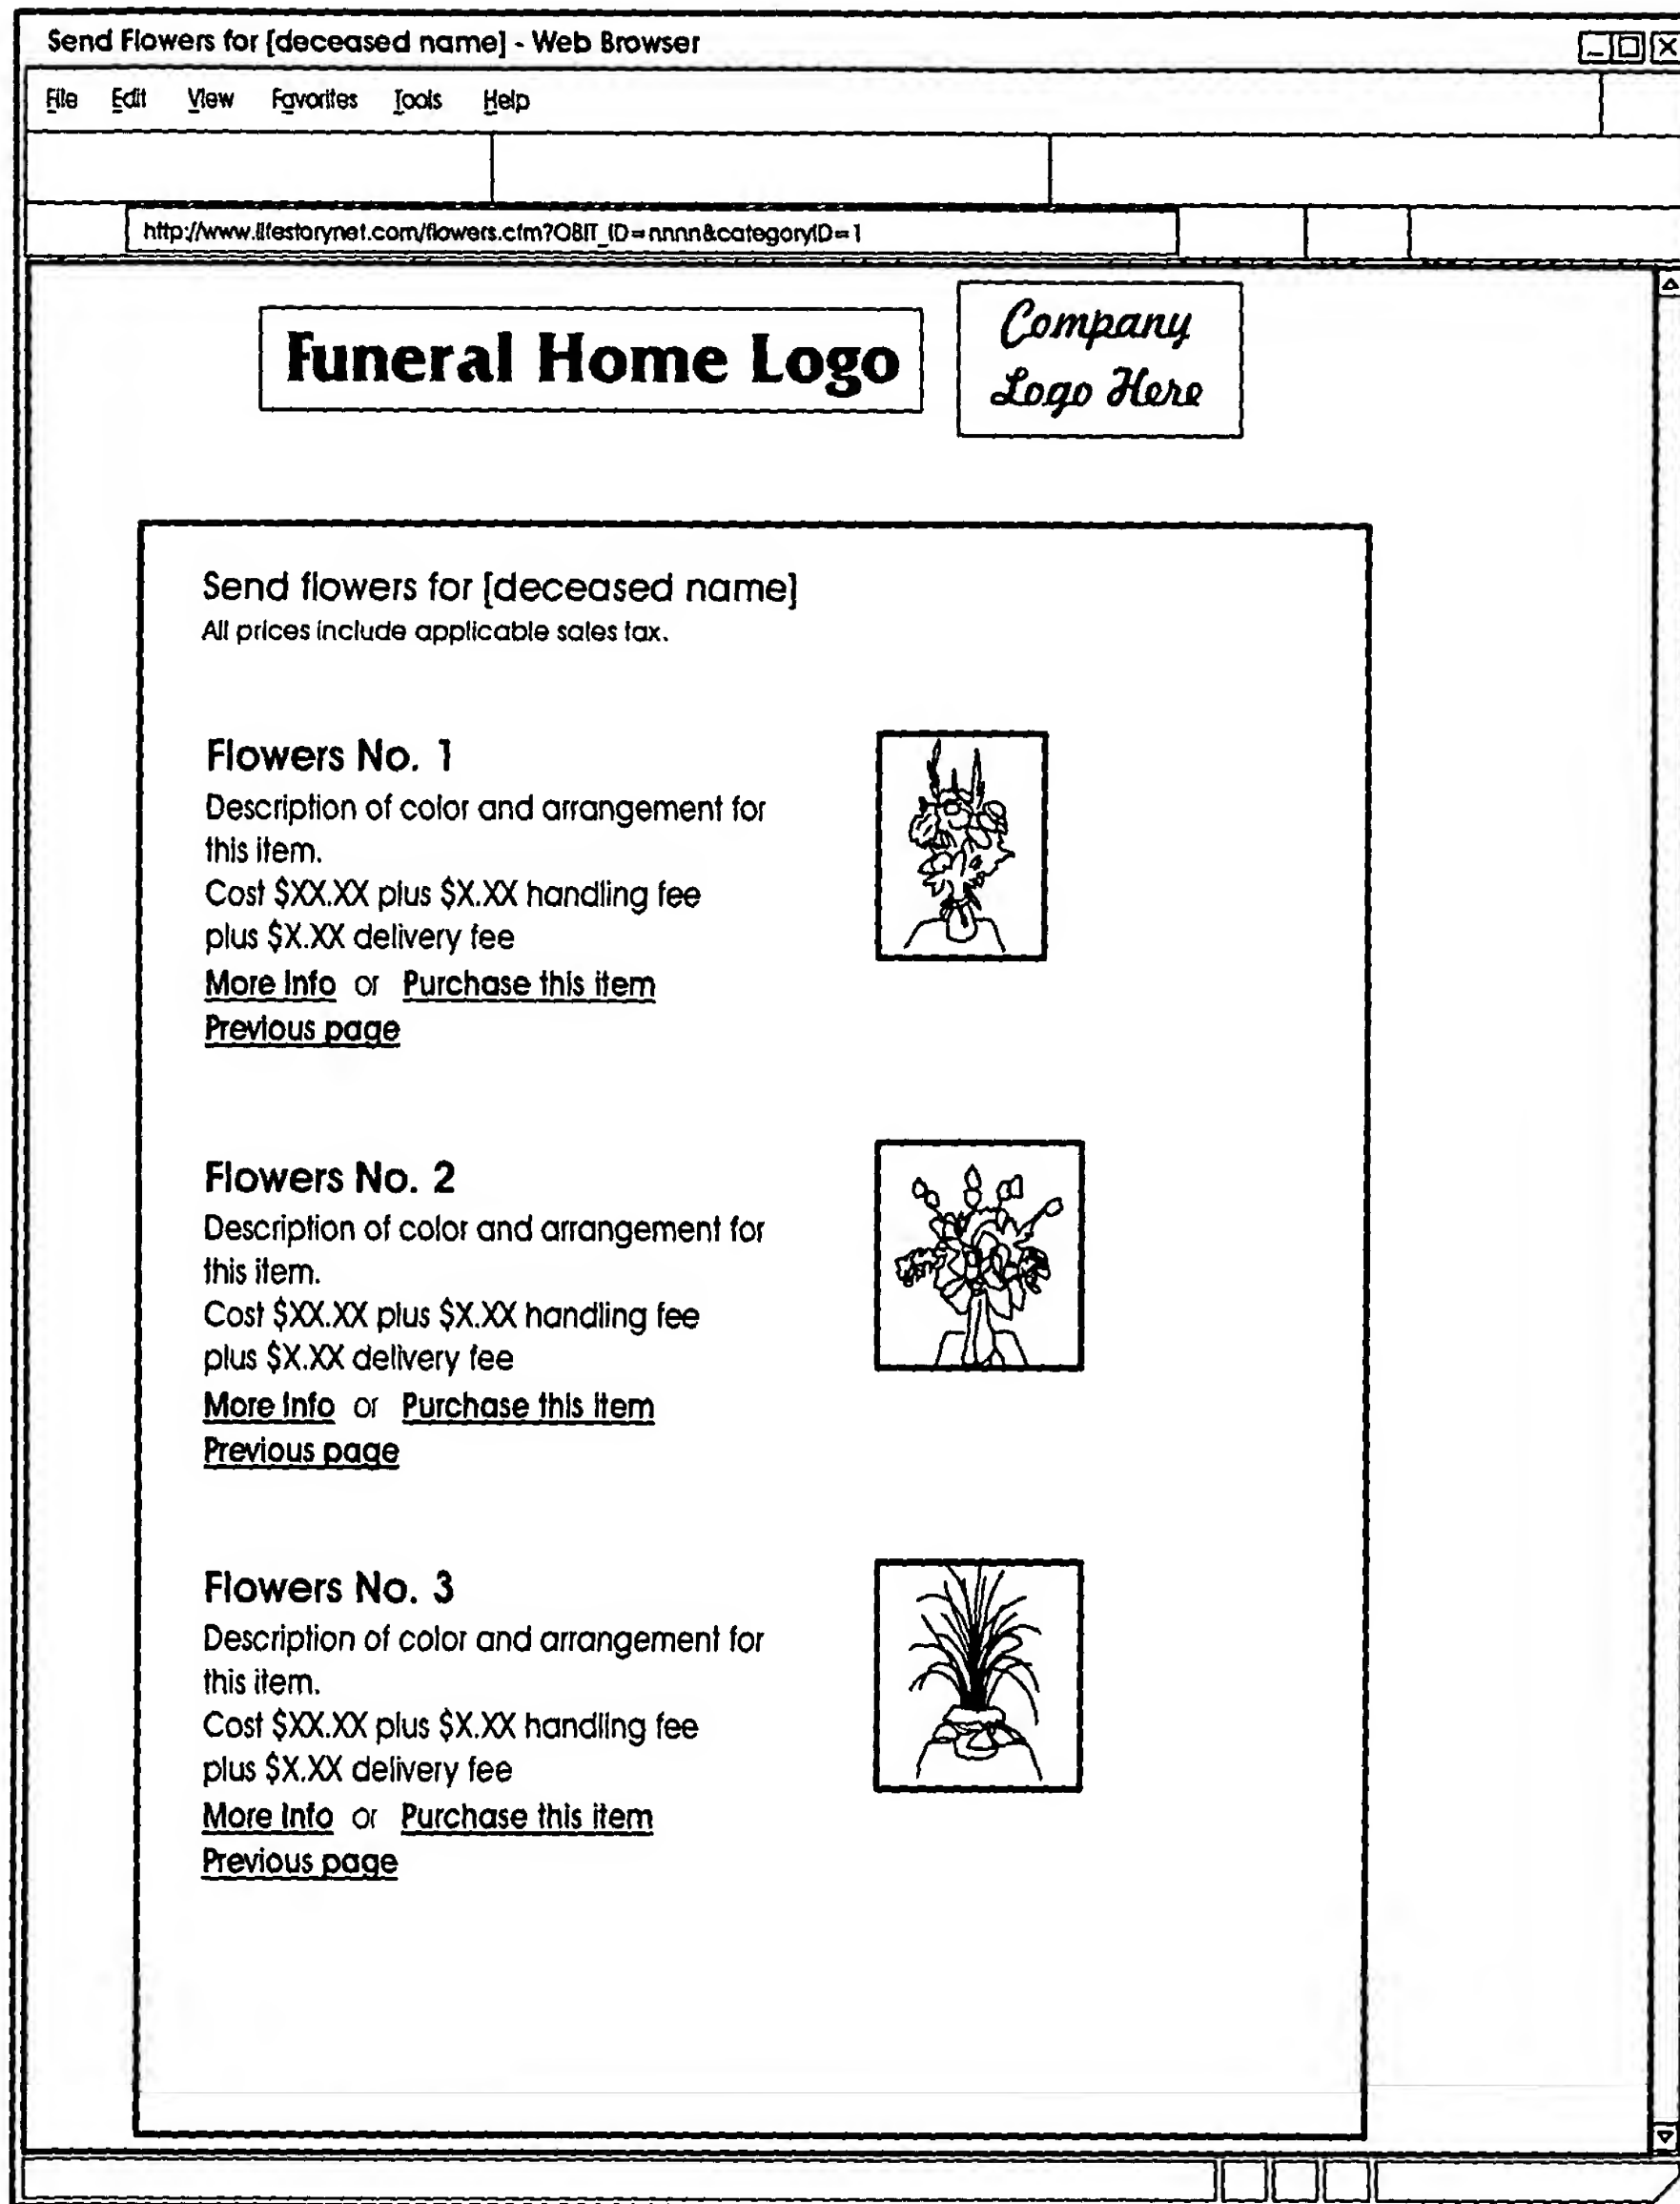 Send Flowers for [deceased name] - Web Browser
File Edit View Favorites Tools Help
http://www.lifestorynet.com/flowers.cfm?OBIT_ID=nnnn&categoryID=1
Funeral Home Logo
Company
Logo Here
Send flowers for [deceased name]
All prices include applicable sales tax.
Flowers No. 1
Description of color and arrangement for
this item.
Cost $XX.XX plus $X.XX handling fee
plus $X.XX delivery fee
More Info or Purchase this item
Previous page
Flowers No. 2
Description of color and arrangement for
this item.
Cost $XX.XX plus $X.XX handling fee
plus $X.XX delivery fee
More Info or Purchase this item
Previous page
Flowers No. 3
Description of color and arrangement for
this item.
Cost $XX.XX plus $X.XX handling fee
plus $X.XX delivery fee
More Info or Purchase this item
Previous page